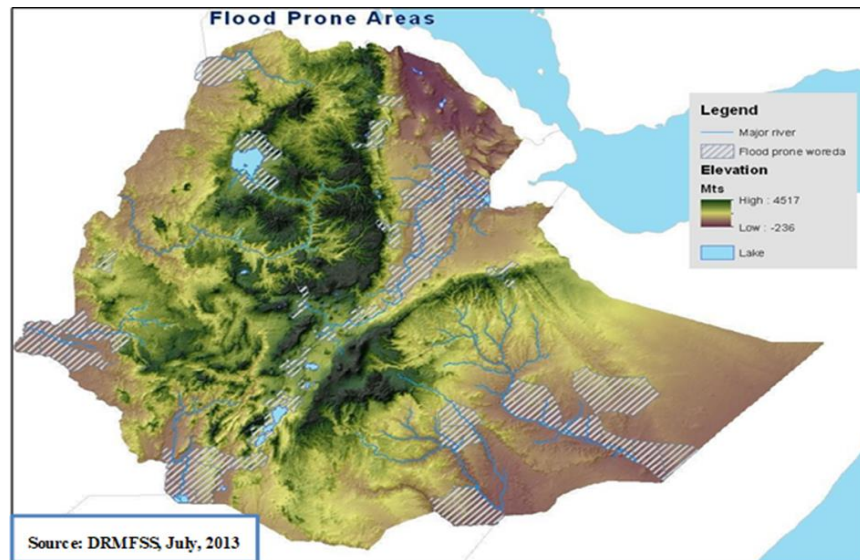 Flood Prone Areas
Legend
Major river
Flood prone woreda
Elevation
Mts
High : 4517
Low : -236
Lake
Source: DRMFSS, July, 2013